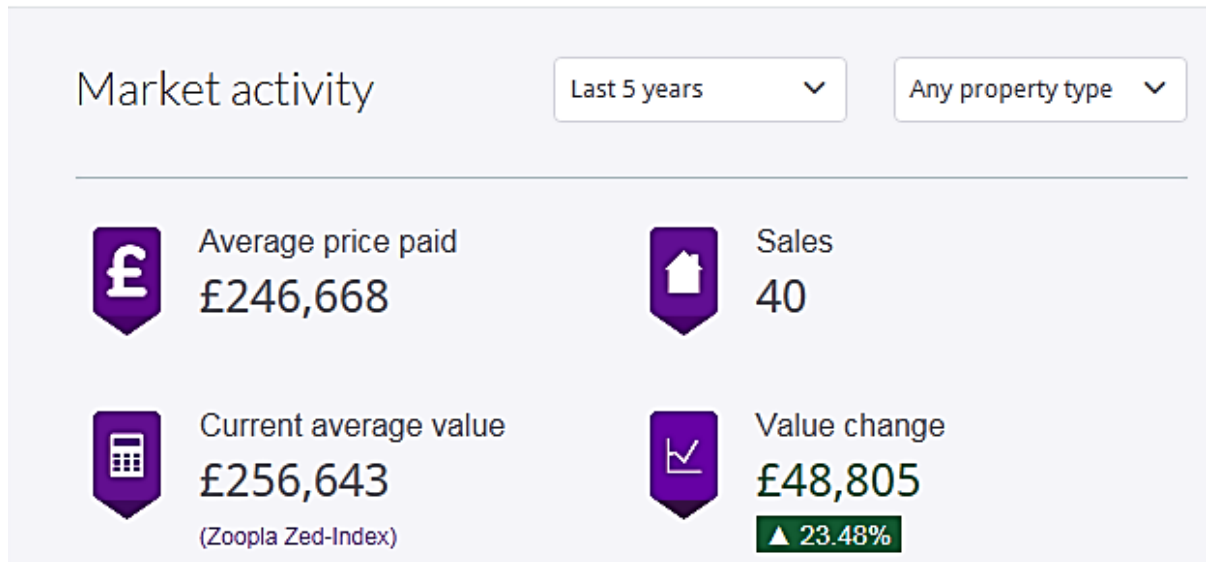 Market activity
Last 5 years
Any property type
£
Average price paid
£246,668
Sales
40
Current average value
£256,643
(Zoopla Zed-Index)
Value change
£48,805
▲ 23.48%